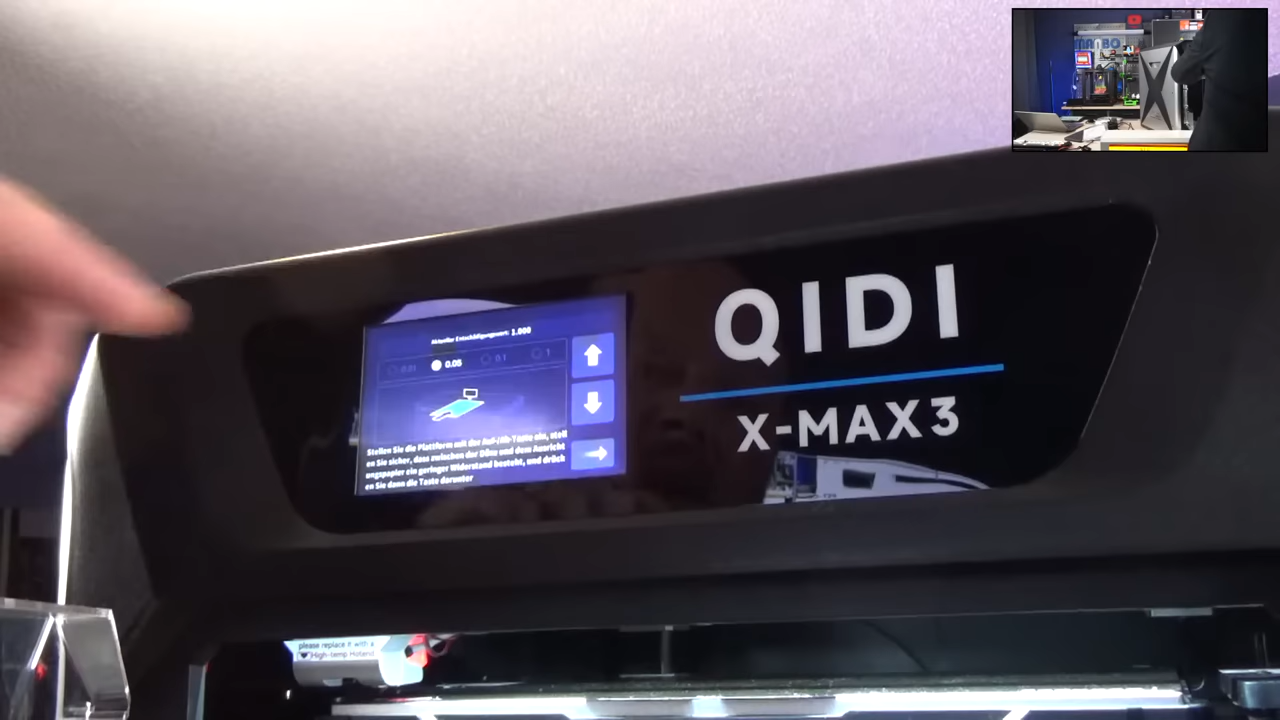 MAKBO
QIDI
X-MAX3
Aktueller Entschädigungswert: 1.000
0.01 0.05 0.1 1
Stellen Sie die Plattform mit der Auf-/Ab-Taste ein, stell
en Sie sicher, dass zwischen der Düse und dem Ausricht
ungspapier ein geringer Widerstand besteht, und drück
en Sie dann die Taste darunter
please replace it with a
High-temp Hotend